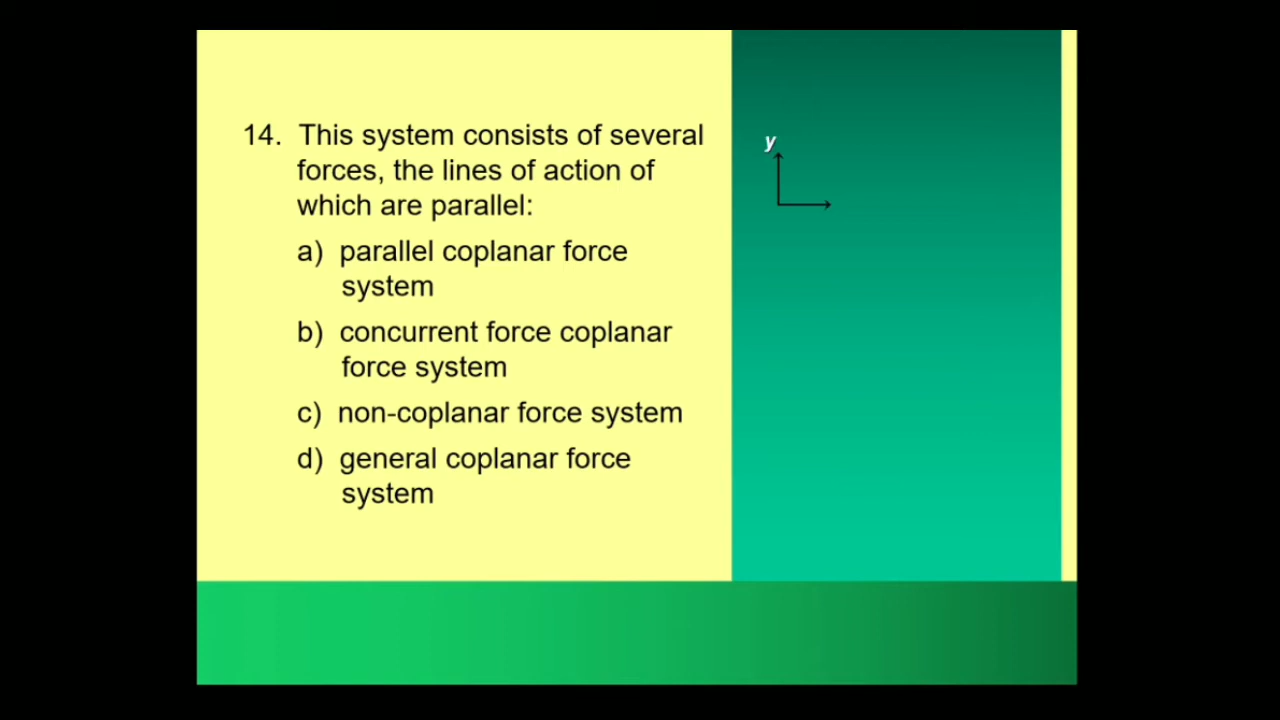 14. This system consists of several
forces, the lines of action of
which are parallel:
a) parallel coplanar force
system
b) concurrent force coplanar
force system
c) non-coplanar force system
d) general coplanar force
system
y